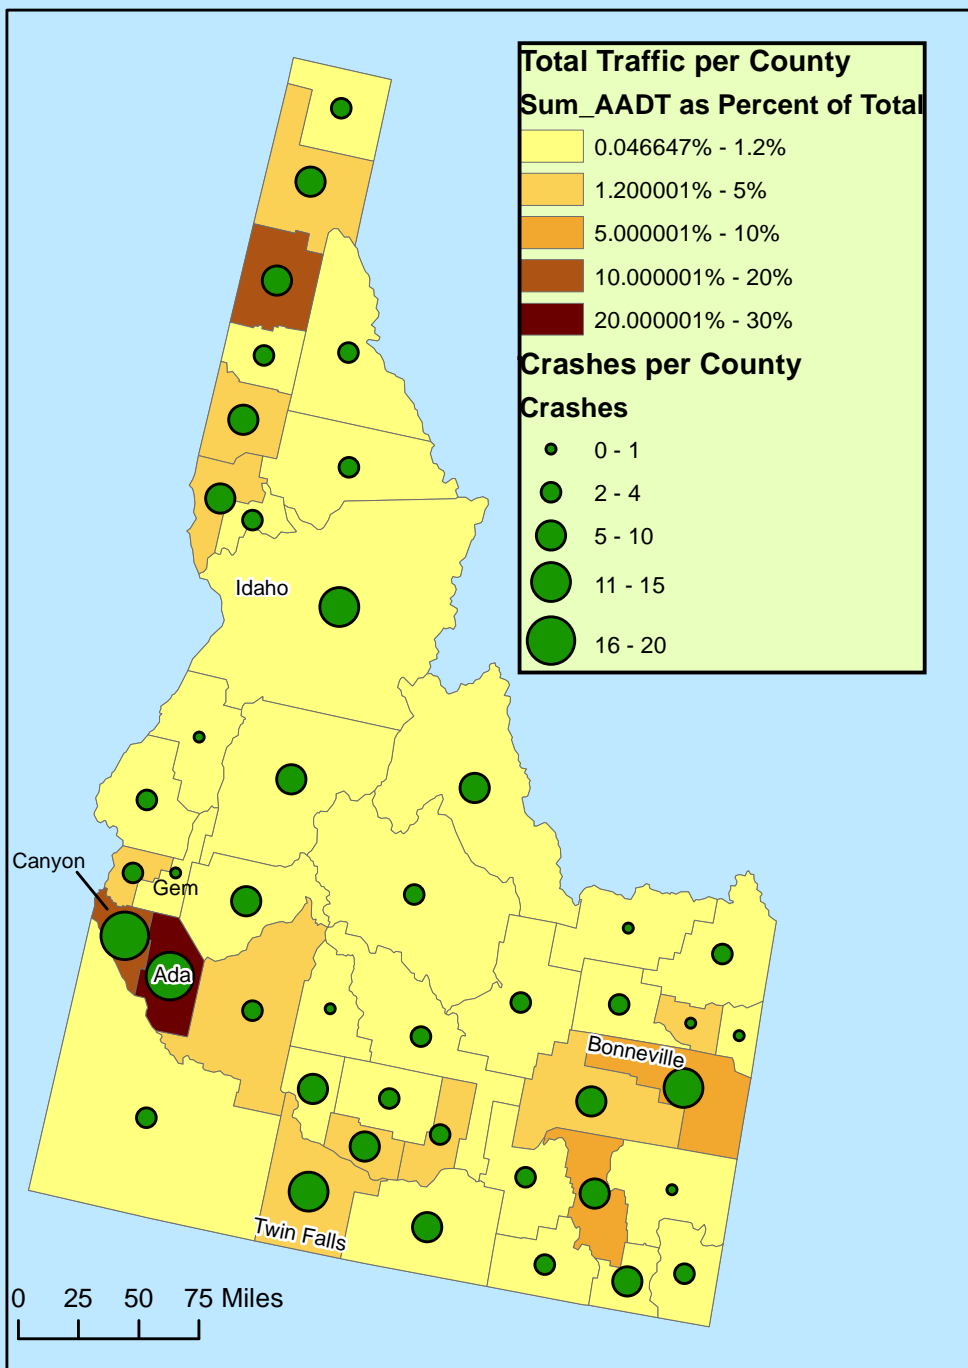 Total Traffic per County
Sum_AADT as Percent of Total
0.046647% - 1.2%
1.200001% - 5%
5.000001% - 10%
10.000001% - 20%
20.000001% - 30%
Crashes per County
Crashes
0 - 1
2 - 4
5 - 10
11 - 15
16 - 20
Idaho
Canyon
Gem
Ada
Bonneville
Twin Falls
0 25 50 75 Miles